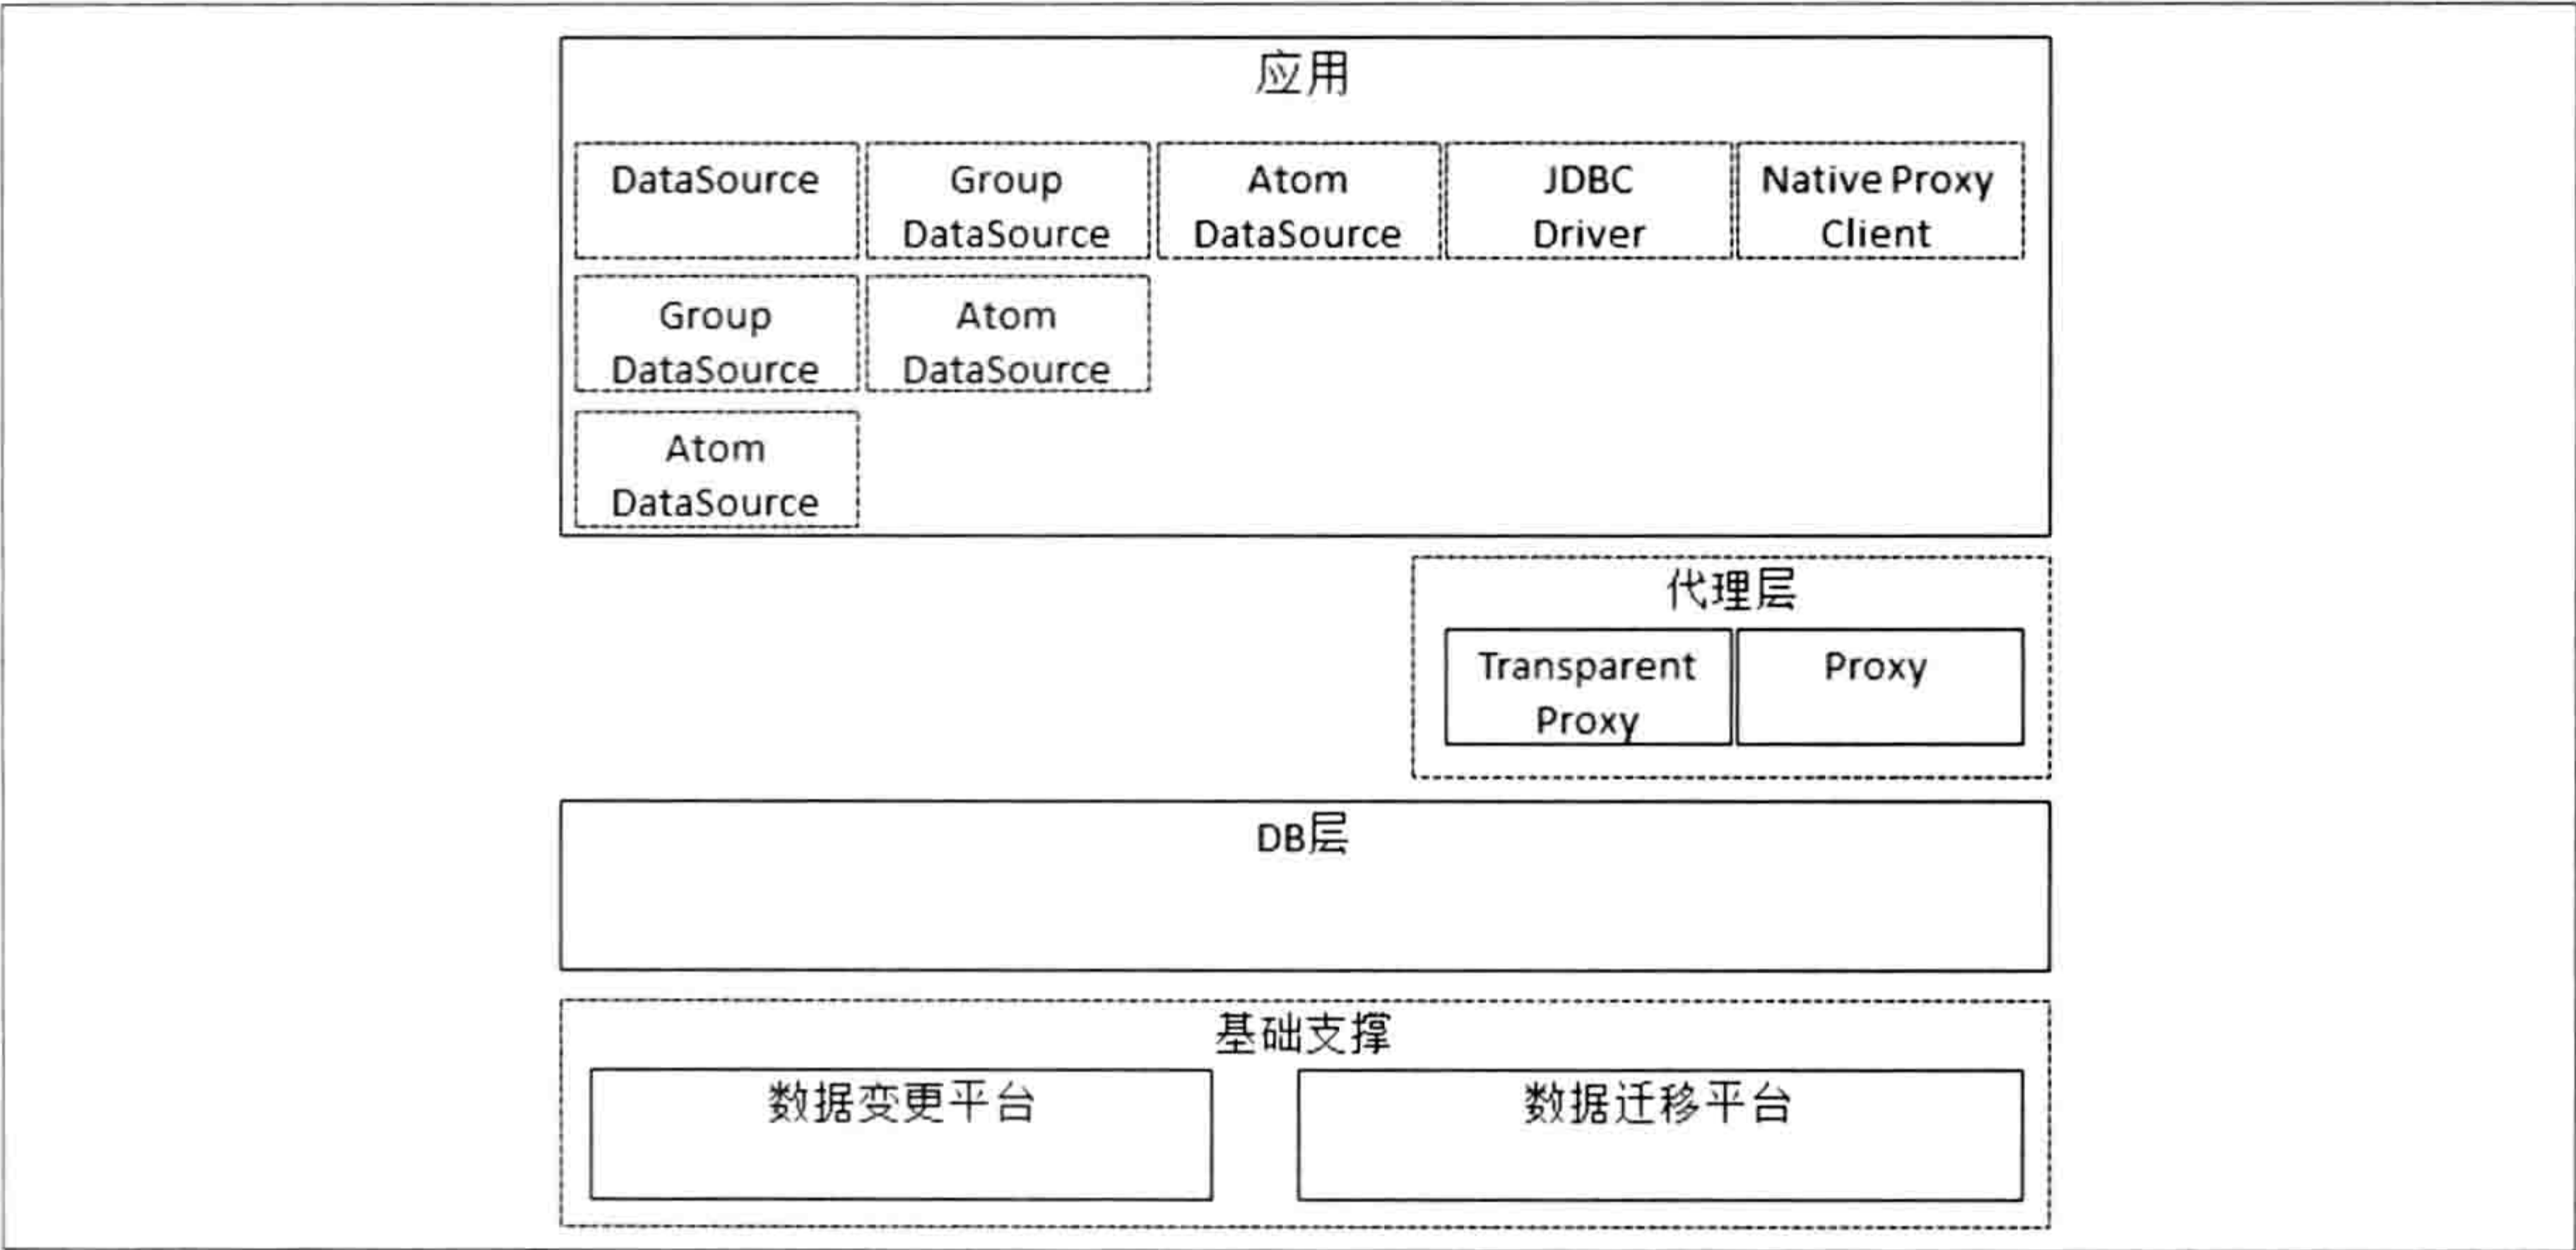 应用
DataSource
Group
DataSource
Atom
DataSource
JDBC
Driver
Native Proxy
Client
Group
DataSource
Atom
DataSource
Atom
DataSource
代理层
Transparent
Proxy
Proxy
DB层
基础支撑
数据变更平台
数据迁移平台